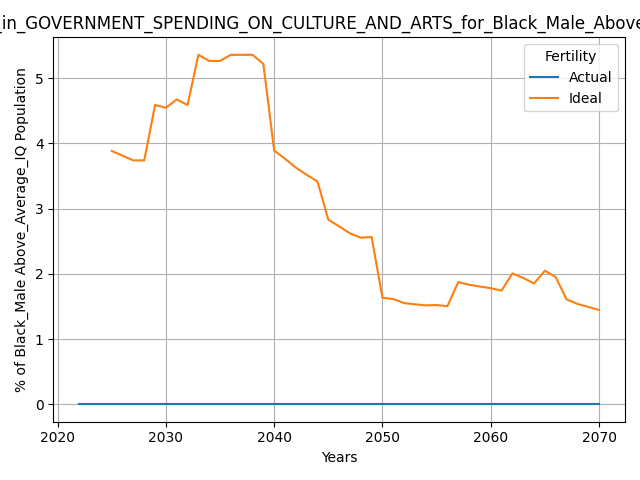 _in_GOVERNMENT_SPENDING_ON_CULTURE_AND_ARTS_for_Black_Male_Above
Fertility
Actual
Ideal
% of Black_Male Above_Average_IQ Population
5
4
3
2
1
0
2020 2030 2040 2050 2060 2070
Years